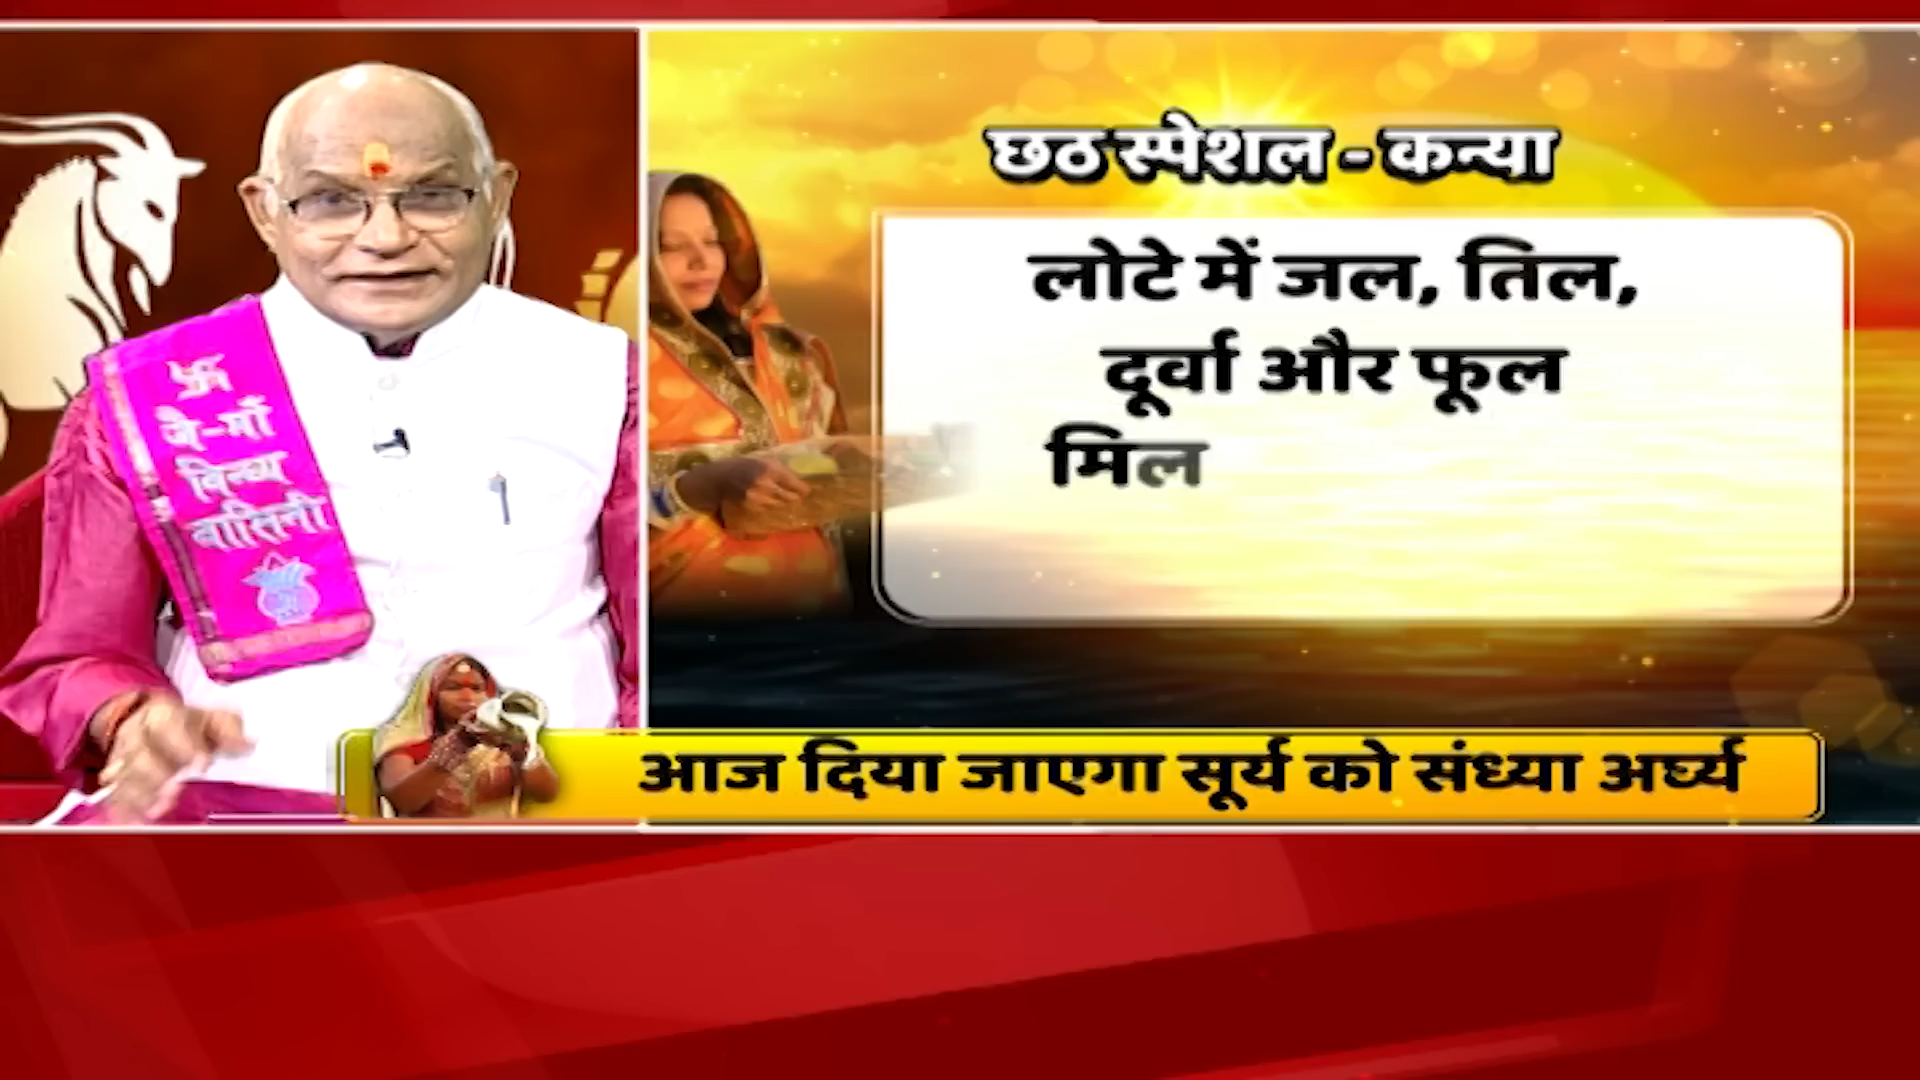 छठ स्पेशल - कन्या
लोटे में जल, तिल,
दूर्वा और फूल
मिल
जै-माँ
विन्ध्य
वासिनी
आज दिया जाएगा सूर्य को संध्या अर्घ्य